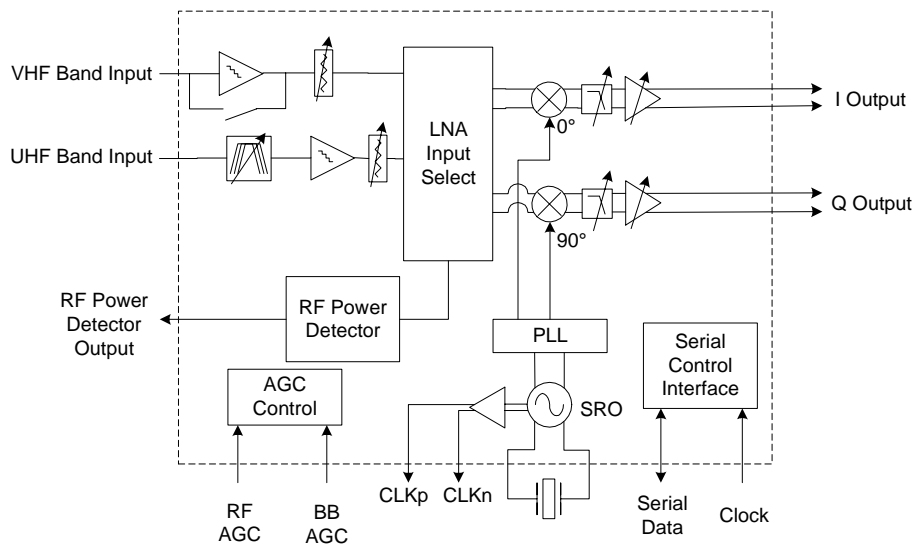 VHF Band Input
UHF Band Input
LNA
Input
Select
0°
I Output
90°
Q Output
RF Power
Detector
Output
RF Power
Detector
PLL
Serial
Control
Interface
AGC
Control
SRO
CLKp
CLKn
RF
AGC
BB
AGC
Serial
Data
Clock